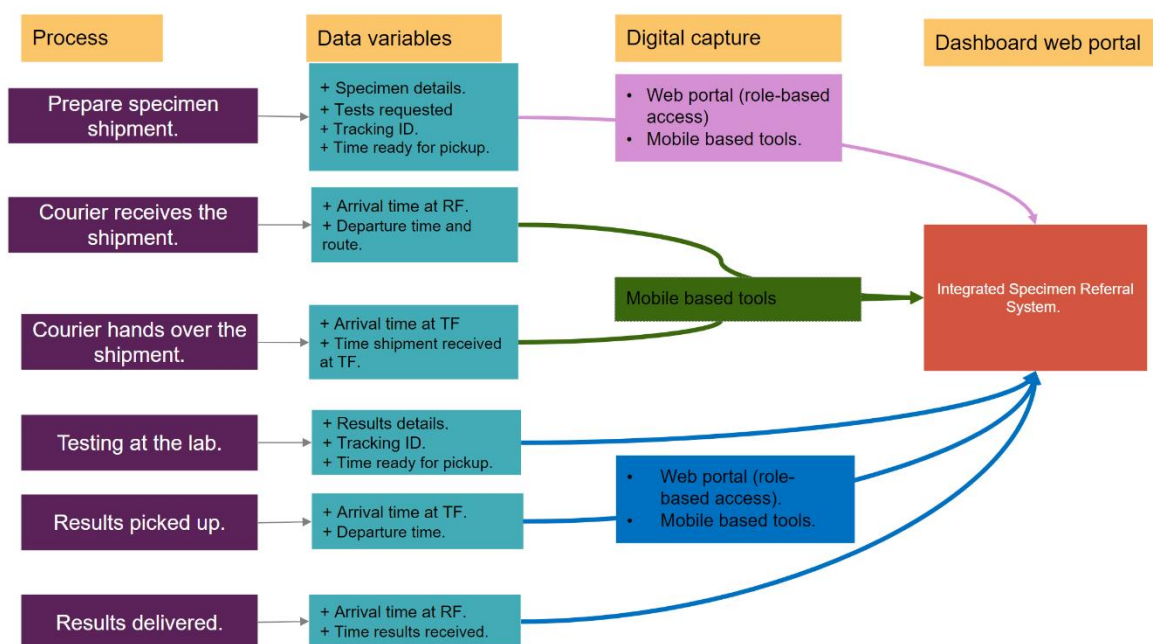 Process
Data variables
Digital capture
Dashboard web portal
Prepare specimen
shipment.
+ Specimen details.
+ Tests requested
+ Tracking ID.
+ Time ready for pickup.
• Web portal (role-based
access)
• Mobile based tools.
Courier receives the
shipment.
+ Arrival time at RF.
+ Departure time and
route.
Mobile based tools
Integrated Specimen Referral
System.
Courier hands over the
shipment.
+ Arrival time at TF
+ Time shipment received
at TF.
Testing at the lab.
+ Results details.
+ Tracking ID.
+ Time ready for pickup.
• Web portal (role-
based access).
• Mobile based tools.
Results picked up.
+ Arrival time at TF.
+ Departure time.
Results delivered.
+ Arrival time at RF.
+ Time results received.